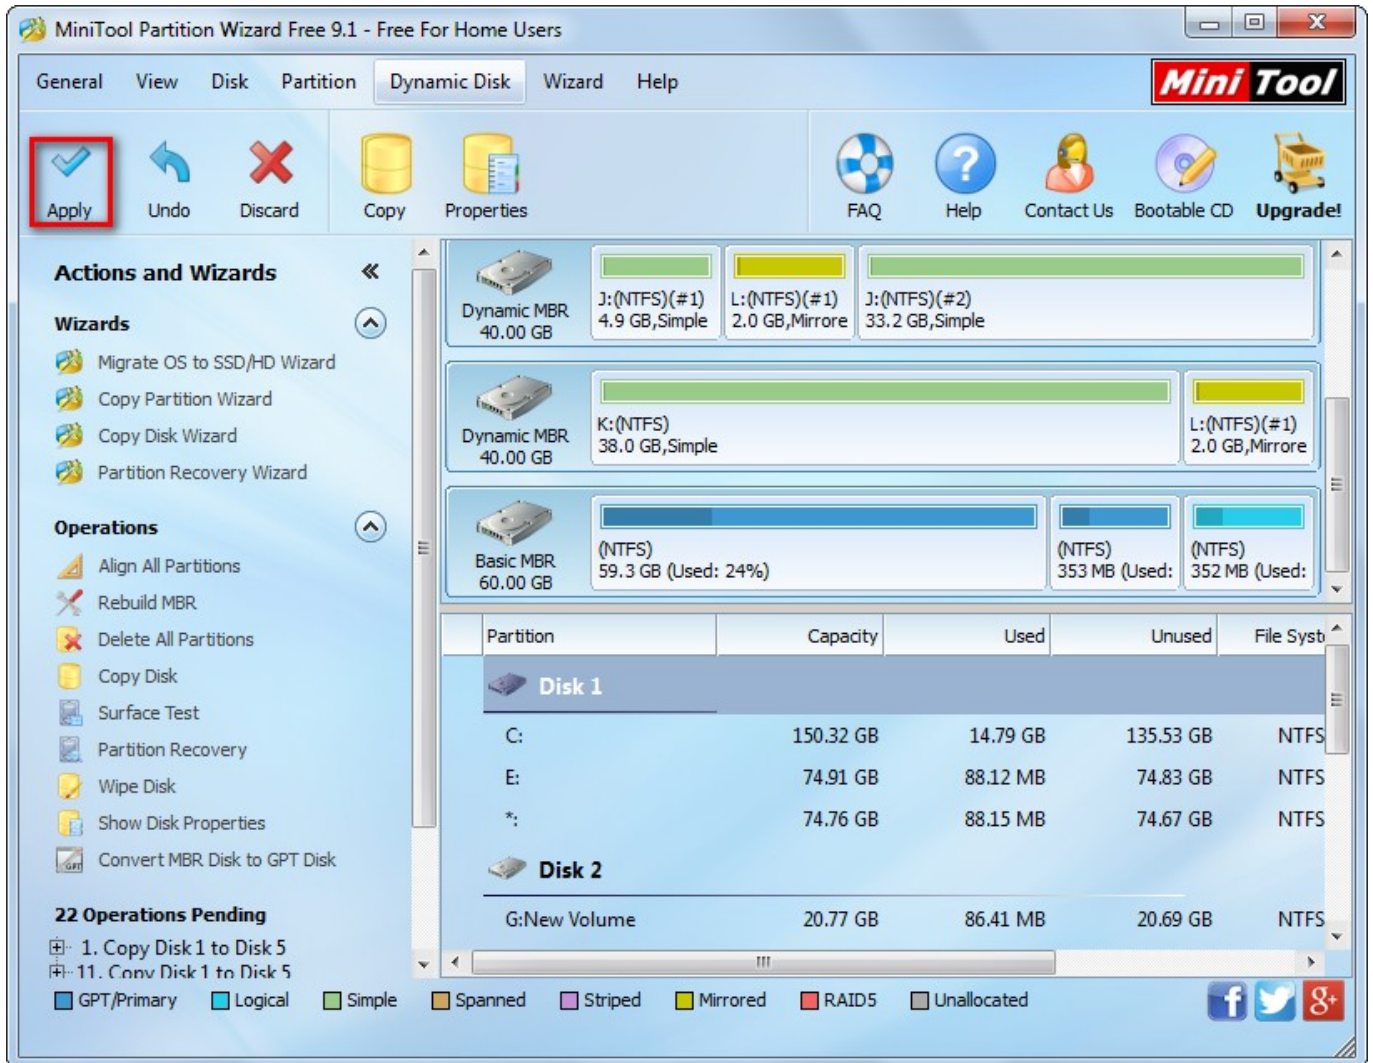 MiniTool Partition Wizard Free 9.1 - Free For Home Users
General View Disk Partition Dynamic Disk Wizard Help
Mini Tool
Apply Undo Discard Copy Properties FAQ Help Contact Us Bootable CD Upgrade!
Actions and Wizards
Wizards
Migrate OS to SSD/HD Wizard
Copy Partition Wizard
Copy Disk Wizard
Partition Recovery Wizard
Operations
Align All Partitions
Rebuild MBR
Delete All Partitions
Copy Disk
Surface Test
Partition Recovery
Wipe Disk
Show Disk Properties
GPT
Convert MBR Disk to GPT Disk
22 Operations Pending
1. Copy Disk 1 to Disk 5
11. Copy Disk 1 to Disk 5
Dynamic MBR
40.00 GB
J:(NTFS)(#1)
4.9 GB,Simple
L:(NTFS)(#1)
2.0 GB,Mirrore
J:(NTFS)(#2)
33.2 GB,Simple
Dynamic MBR
40.00 GB
K:(NTFS)
38.0 GB,Simple
L:(NTFS)(#1)
2.0 GB,Mirrore
Basic MBR
60.00 GB
(NTFS)
59.3 GB (Used: 24%)
(NTFS)
353 MB (Used:
(NTFS)
352 MB (Used:
Partition Capacity Used Unused File Syst
Disk 1
C: 150.32 GB 14.79 GB 135.53 GB NTFS
E: 74.91 GB 88.12 MB 74.83 GB NTFS
*: 74.76 GB 88.15 MB 74.67 GB NTFS
Disk 2
G:New Volume 20.77 GB 86.41 MB 20.69 GB NTFS
GPT/Primary Logical Simple Spanned Striped Mirrored RAID5 Unallocated
f g+